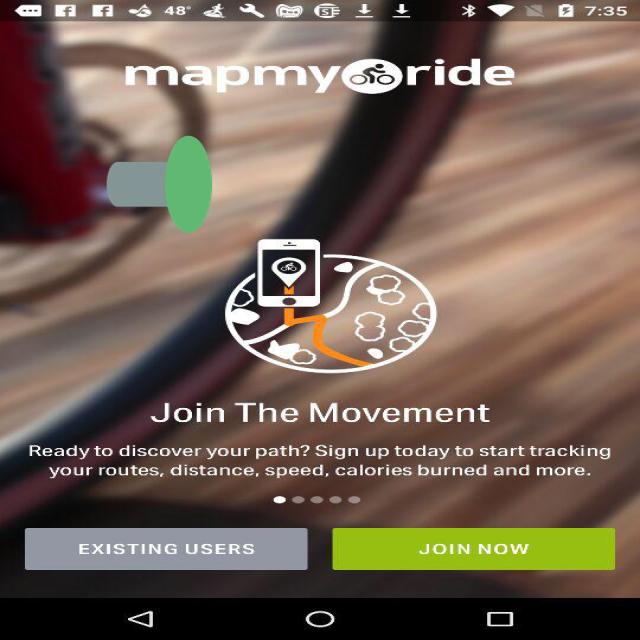 48° 7:35
mapmyride
Join The Movement
Ready to discover your path? Sign up today to start tracking
your routes, distance, speed, calories burned and more.
EXISTING USERS JOIN NOW